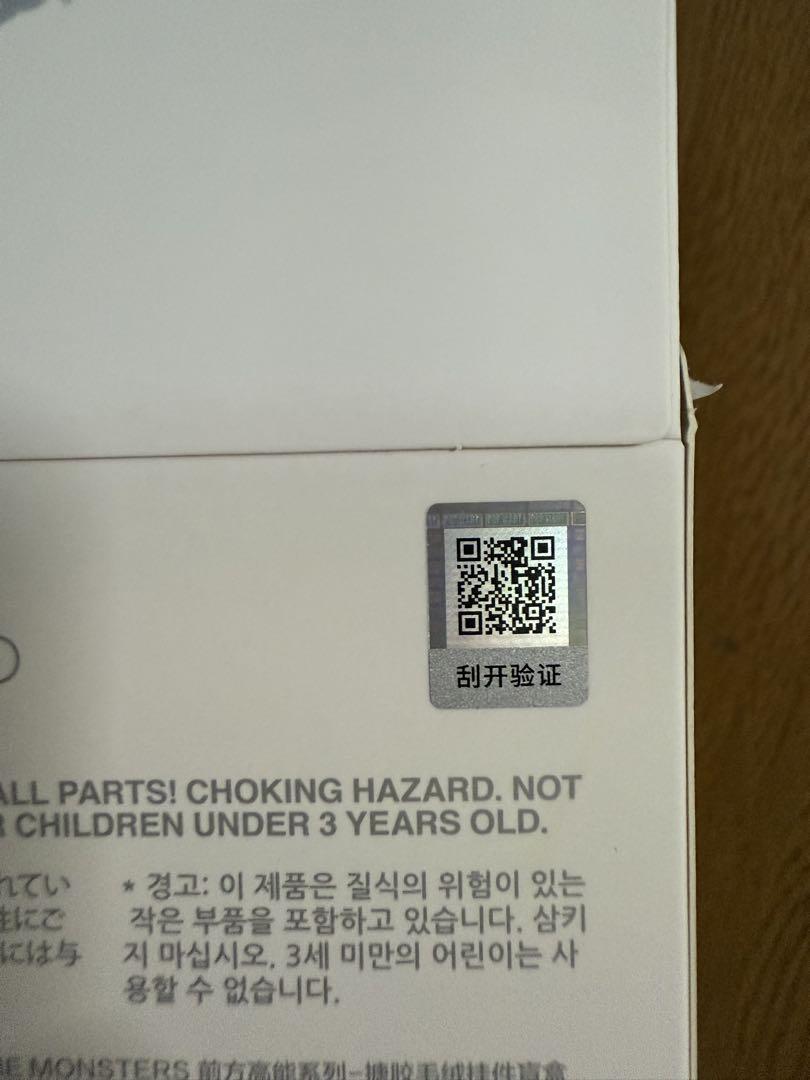 刮开验证
ALL PARTS! CHOKING HAZARD. NOT
R CHILDREN UNDER 3 YEARS OLD.
れてい
* 경고: 이 제품은 질식의 위험이 있는
性にご
작은 부품을 포함하고 있습니다. 삼키
には与
지 마십시오. 3세 미만의 어린이는 사
용할 수 없습니다.
MONSTERS 前方高能系列-搪胶毛绒挂件盲盒